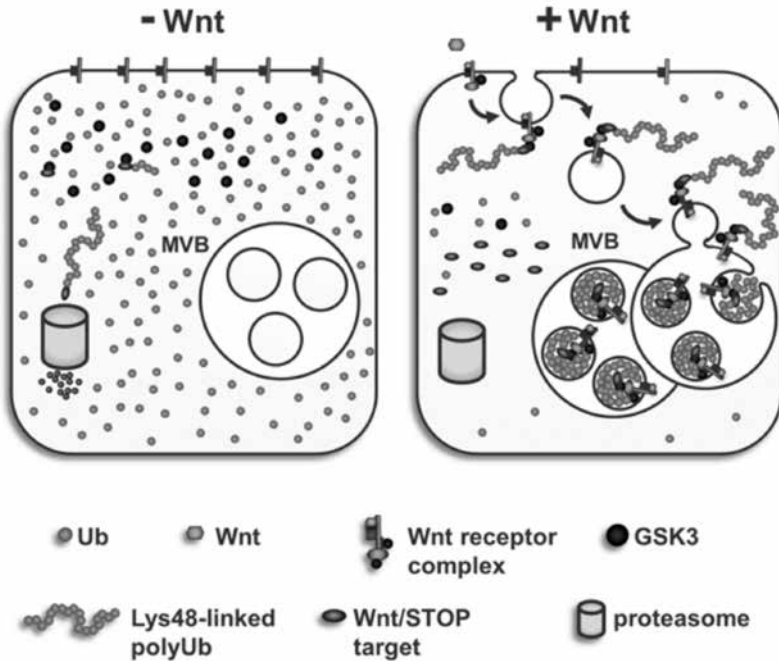 - Wnt
+ Wnt
MVB
MVB
Ub
Wnt
Wnt receptor
complex
GSK3
Lys48-linked
polyUb
Wnt/STOP
target
proteasome